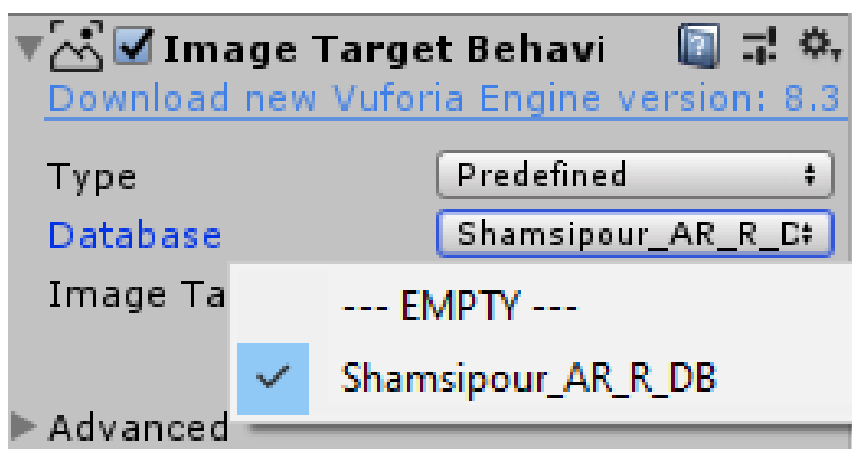 Image Target Behavi
Download new Vuforia Engine version: 8.3
Type Predefined
Database Shamsipour_AR_R_D
Image Ta
--- EMPTY ---
Shamsipour_AR_R_DB
Advanced